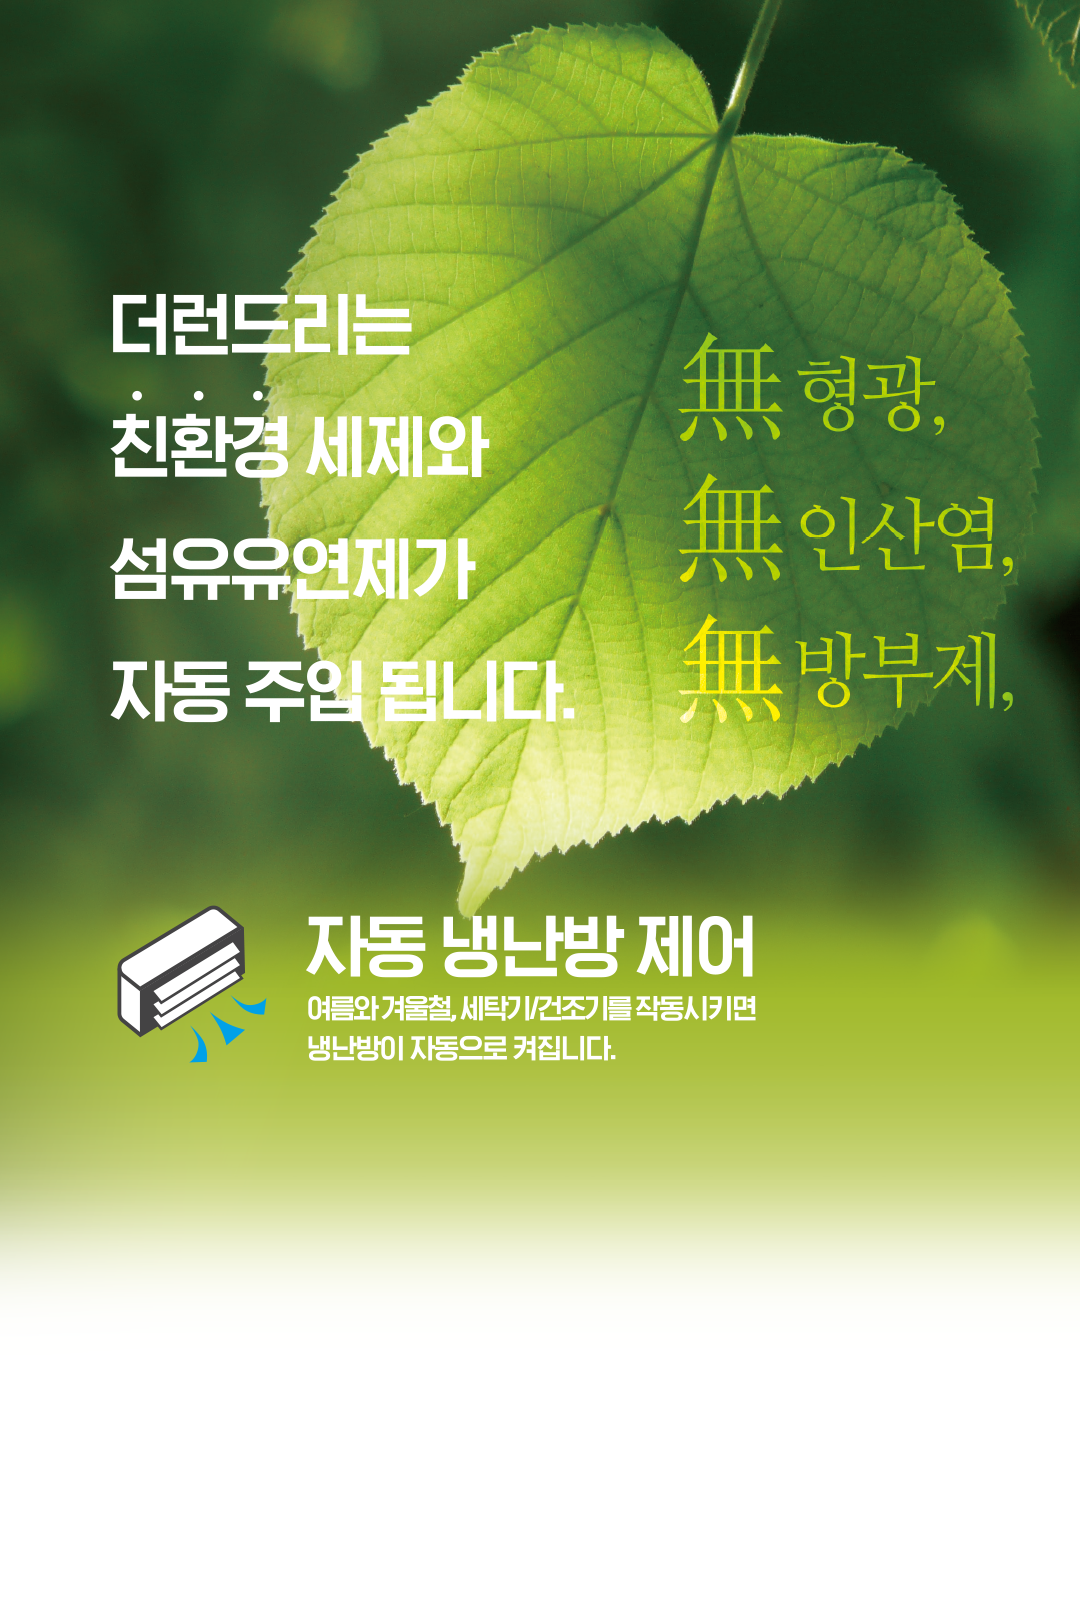 더런드리는
친환경 세제와
섬유유연제가
자동 주입 됩니다.
無 형광,
無 인산염,
無 방부제,
자동 냉난방 제어
여름와 겨울철, 세탁기/건조기를 작동시키면
냉난방이 자동으로 켜집니다.